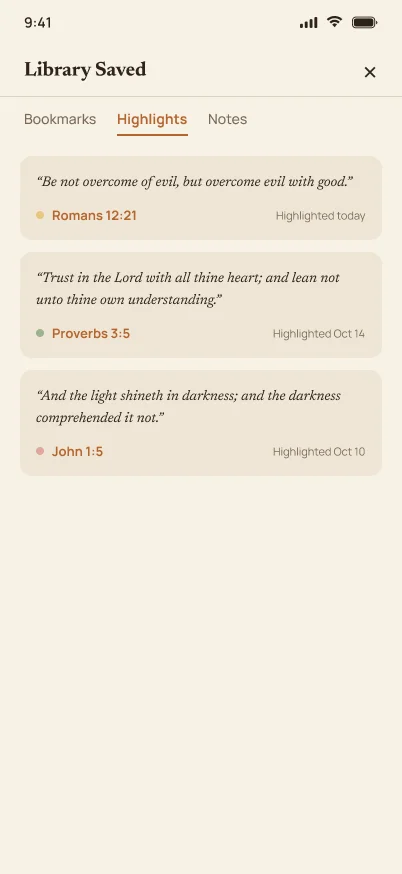 9:41
Library Saved
Bookmarks Highlights Notes
“Be not overcome of evil, but overcome evil with good.”
Romans 12:21 Highlighted today
“Trust in the Lord with all thine heart; and lean not
unto thine own understanding.”
Proverbs 3:5 Highlighted Oct 14
“And the light shineth in darkness; and the darkness
comprehended it not.”
John 1:5 Highlighted Oct 10